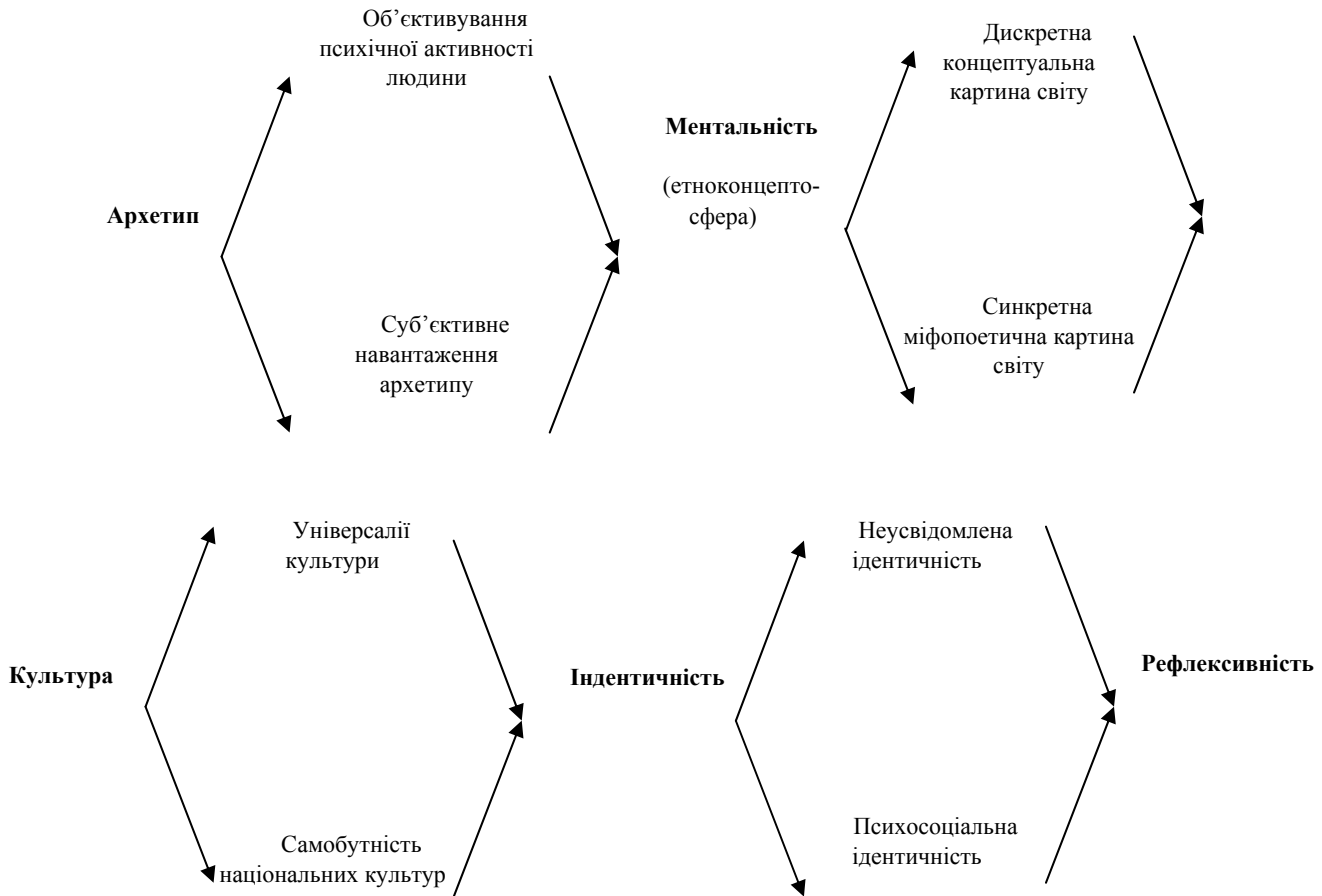 Об’єктивування
психічної активності
людини
Архетип
Суб’єктивне
навантаження
архетипу
Ментальність
(етноконцепто-
сфера)
Дискретна
концептуальна
картина світу
Синкретна
міфопоетична картина
світу
Культура
Універсалії
культури
Самобутність
національних культур
Індентичність
Неусвідомлена
ідентичність
Психосоціальна
ідентичність
Рефлексивність